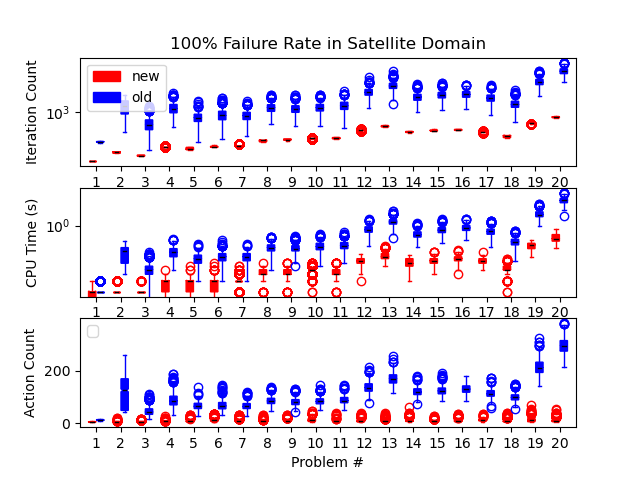 100% Failure Rate in Satellite Domain
Iteration Count
new
old
10³
1 2 3 4 5 6 7 8 9 10 11 12 13 14 15 16 17 18 19 20
CPU Time (s)
10⁰
1 2 3 4 5 6 7 8 9 10 11 12 13 14 15 16 17 18 19 20
Action Count
200
0
1 2 3 4 5 6 7 8 9 10 11 12 13 14 15 16 17 18 19 20
Problem #